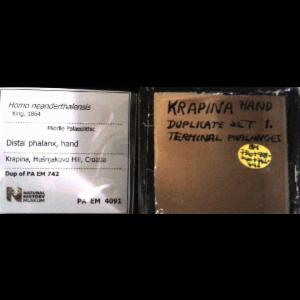 Homo neanderthalensis
King, 1864
Middle Palaeolithic
Distal phalanx, hand
Krapina, Hušnjakovo Hill, Croatia
Dup of PA EM 742
NATURAL
HISTORY
MUSEUM
PA EM 4091
KRAPINA HAND
DUPLICATE SET 1.
TERMINAL PHALANGES